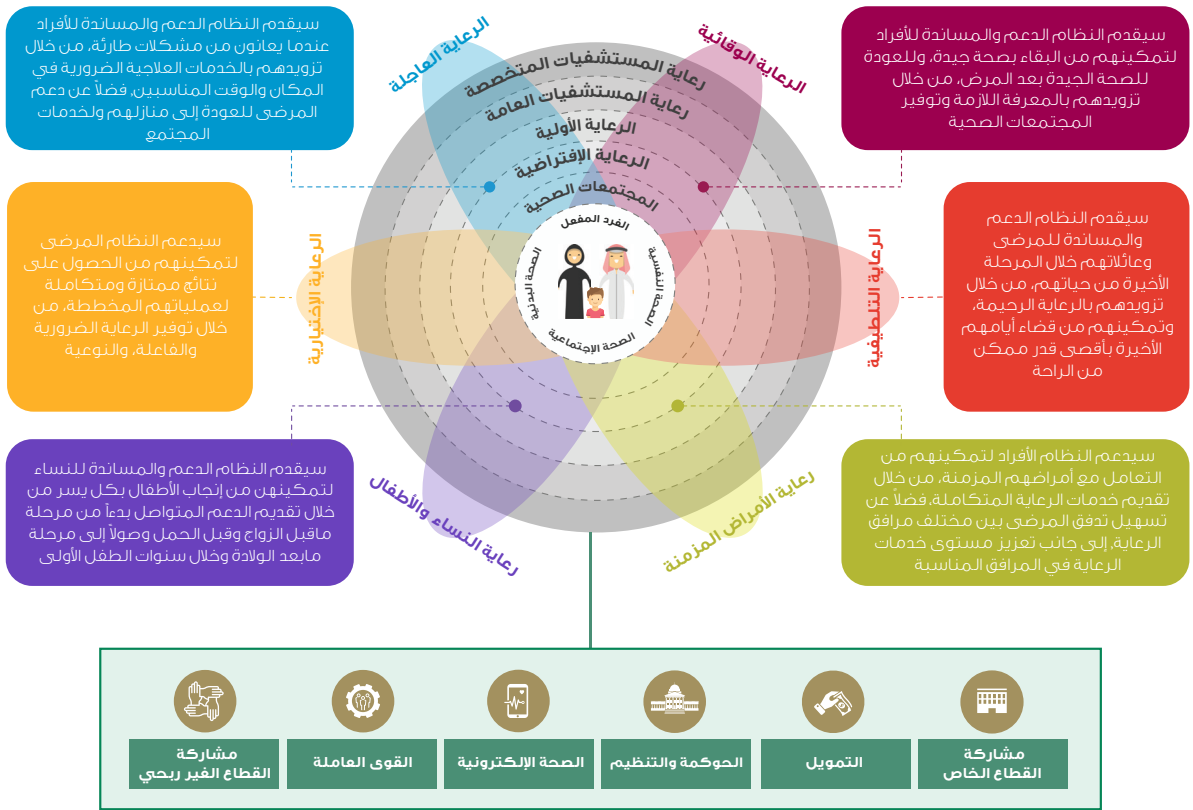 سيقدم النظام الدعم والمساندة للأفراد
لتمكينهم من البقاء بصحة جيدة، وللعودة
للصحة الجيدة بعد المرض، من خلال
تزويدهم بالمعرفة اللازمة وتوفير
المجتمعات الصحية
الرعاية الوقائية
الرعاية العاجلة
سيقدم النظام الدعم والمساندة للأفراد
عندما يعانون من مشكلات طارئة، من خلال
تزويدهم بالخدمات العلاجية الضرورية في
المكان والوقت المناسبين, فضلاً عن دعم
المرضى للعودة إلى منازلهم ولخدمات
المجتمع
رعاية المستشفيات المتخصصة
رعاية المستشفيات العامة
الرعاية الأولية
الرعاية الإفتراضية
المجتمعات الصحية
الفرد المفعل
الصحة النفسية
الصحة البدنية
الصحة الإجتماعية
سيقدم النظام الدعم
والمساندة للمرضى
وعائلاتهم خلال المرحلة
الأخيرة من حياتهم، من خلال
تزويدهم بالرعاية الرحيمة،
وتمكينهم من قضاء أيامهم
الأخيرة بأقصى قدر ممكن
من الراحة
الرعاية التلطيفية
الرعاية الإختيارية
سيدعم النظام المرضى
لتمكينهم من الحصول على
نتائج ممتازة ومتكاملة
لعملياتهم المخططة، من
خلال توفير الرعاية الضرورية
والفاعلة، والنوعية
سيدعم النظام الأفراد لتمكينهم من
التعامل مع أمراضهم المزمنة، من خلال
تقديم خدمات الرعاية المتكاملة, فضلاً عن
تسهيل تدفق المرضى بين مختلف مرافق
الرعاية, إلى جانب تعزيز مستوى خدمات
الرعاية في المرافق المناسبة
رعاية الأمراض المزمنة
رعاية النساء والأطفال
سيقدم النظام الدعم والمساندة للنساء
لتمكينهن من إنجاب الأطفال بكل يسر من
خلال تقديم الدعم المتواصل بدءاً من مرحلة
ماقبل الزواج وقبل الحمل وصولاً إلى مرحلة
مابعد الولادة وخلال سنوات الطفل الأولى
مشاركة
القطاع الخاص
التمويل
الحوكمة والتنظيم
الصحة الإلكترونية
القوى العاملة
مشاركة
القطاع الغير ربحي